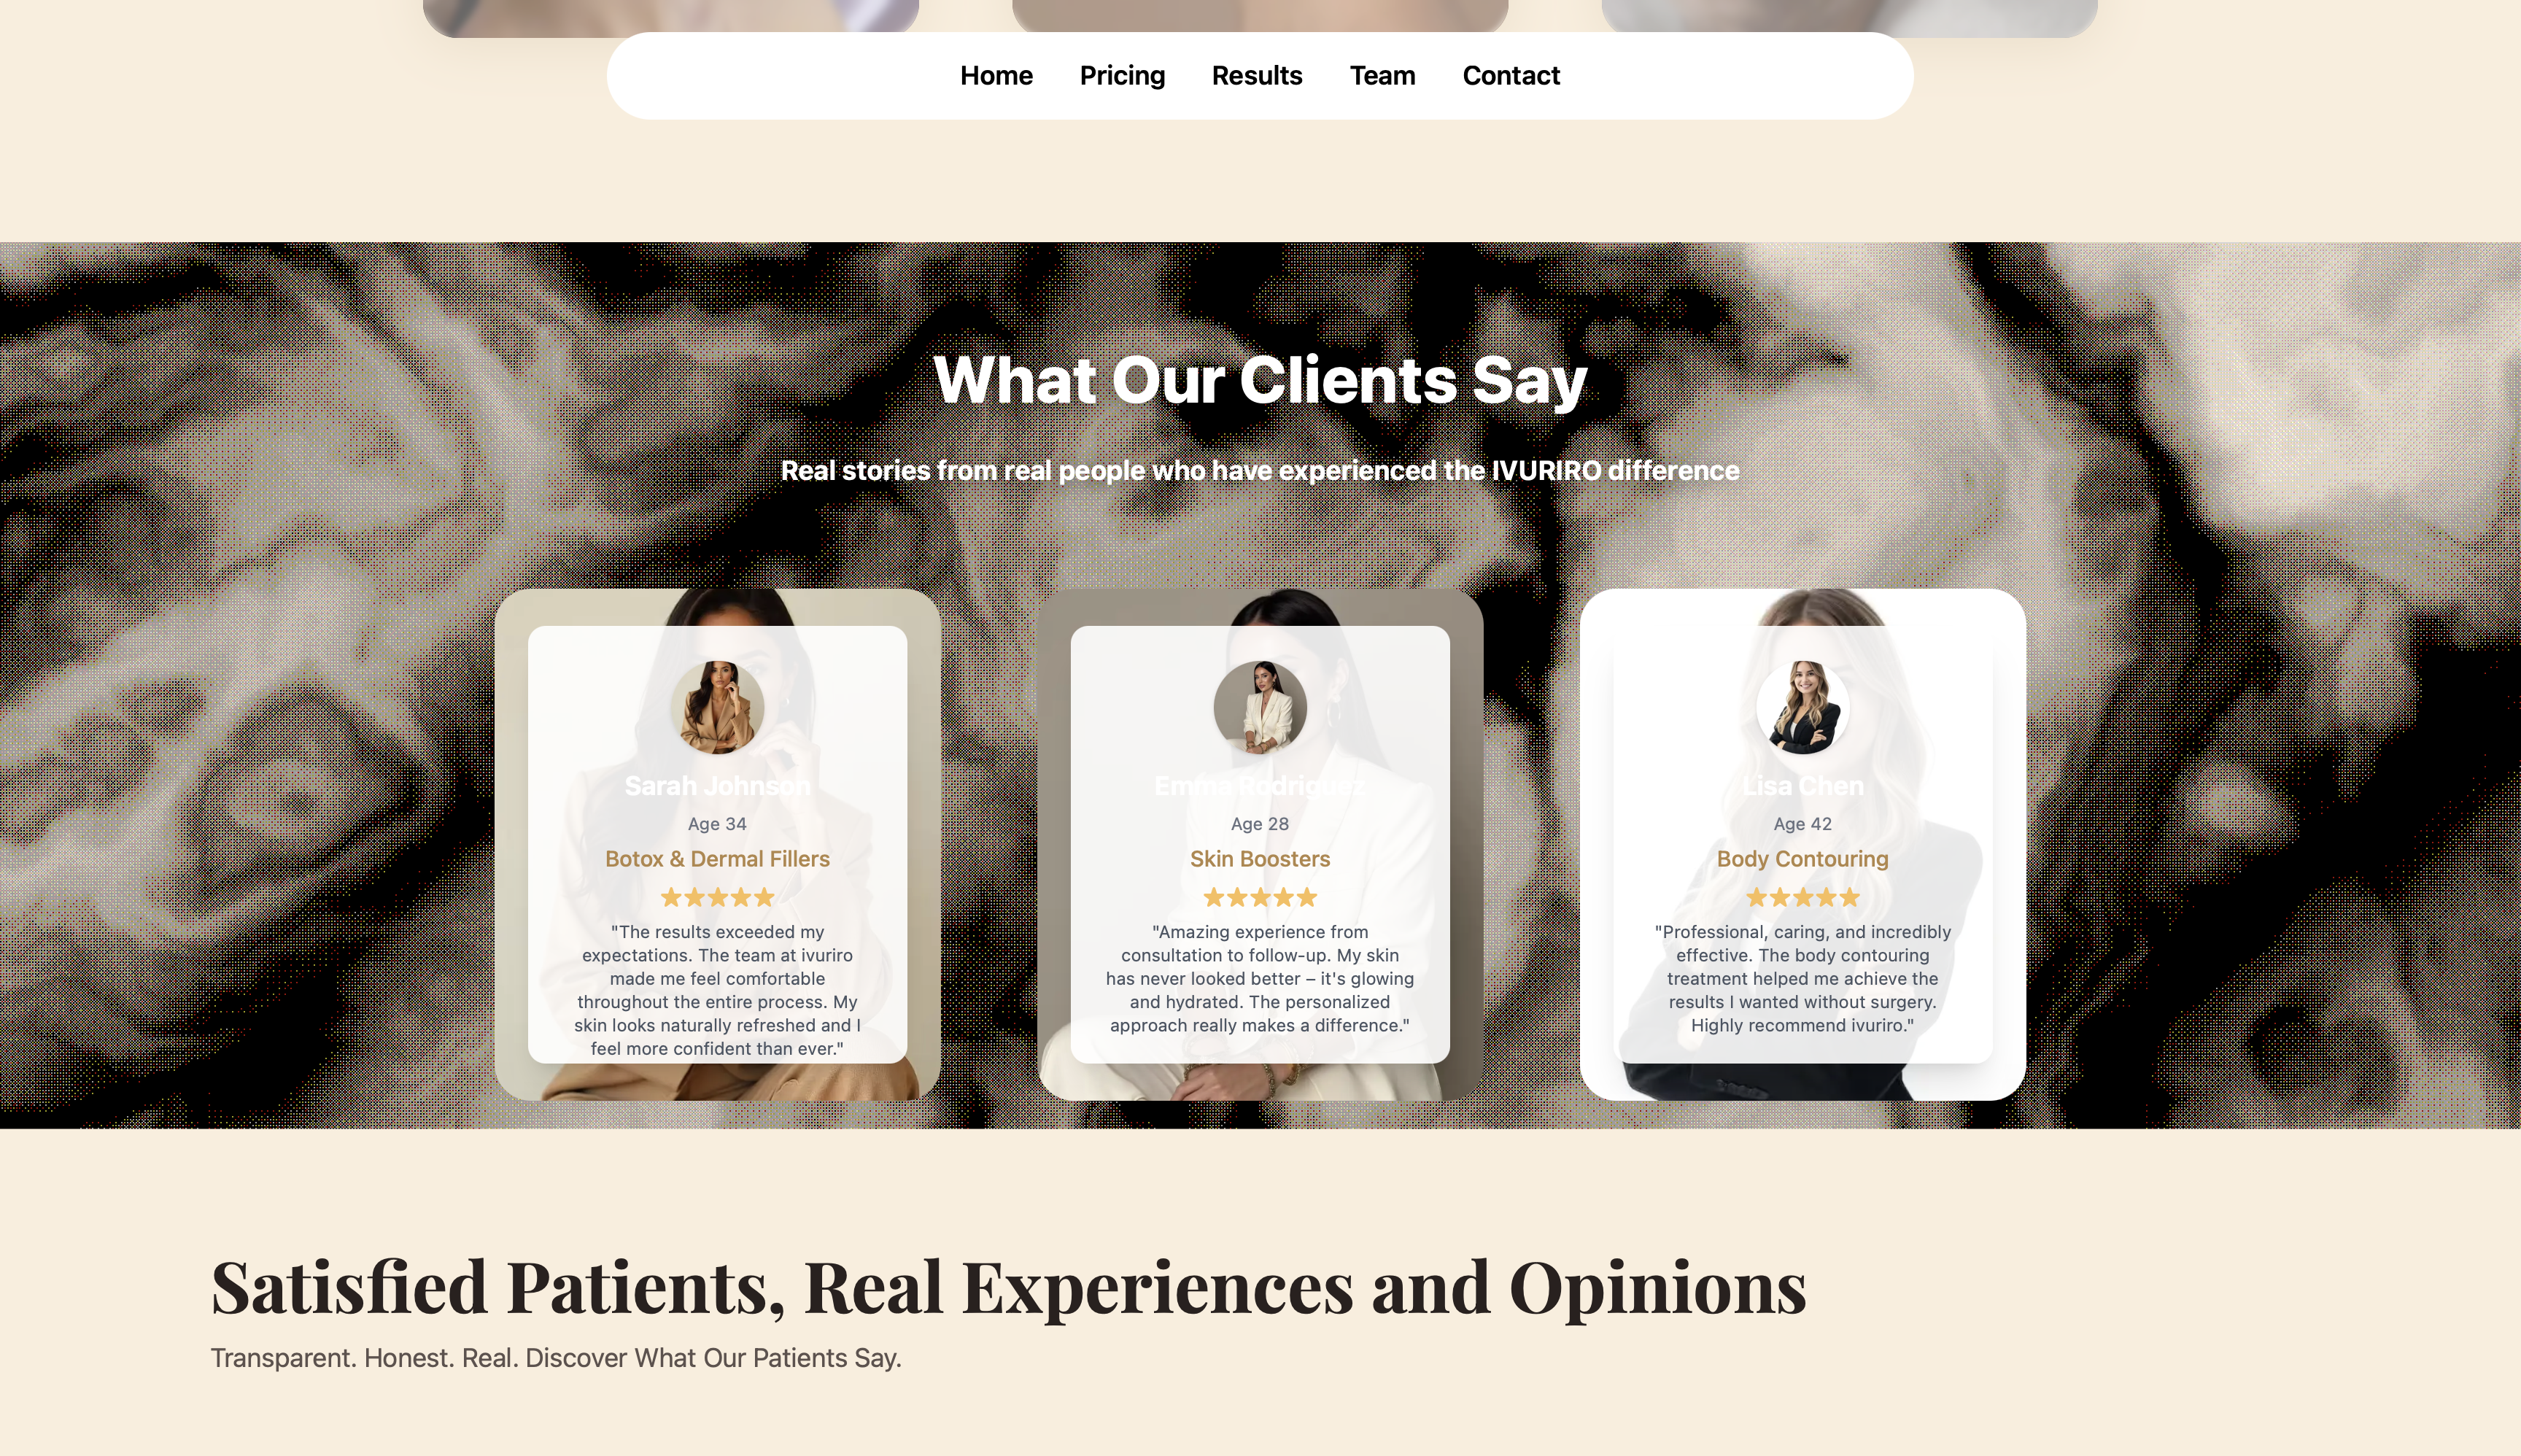 Home Pricing Results Team Contact
What Our Clients Say
Real stories from real people who have experienced the IVURIRO difference
Sarah Johnson
Age 34
Botox & Dermal Fillers
"The results exceeded my
expectations. The team at ivuriro
made me feel comfortable
throughout the entire process. My
skin looks naturally refreshed and I
feel more confident than ever."
Emma Rodriguez
Age 28
Skin Boosters
"Amazing experience from
consultation to follow-up. My skin
has never looked better – it's glowing
and hydrated. The personalized
approach really makes a difference."
Lisa Chen
Age 42
Body Contouring
"Professional, caring, and incredibly
effective. The body contouring
treatment helped me achieve the
results I wanted without surgery.
Highly recommend ivuriro."
Satisfied Patients, Real Experiences and Opinions
Transparent. Honest. Real. Discover What Our Patients Say.